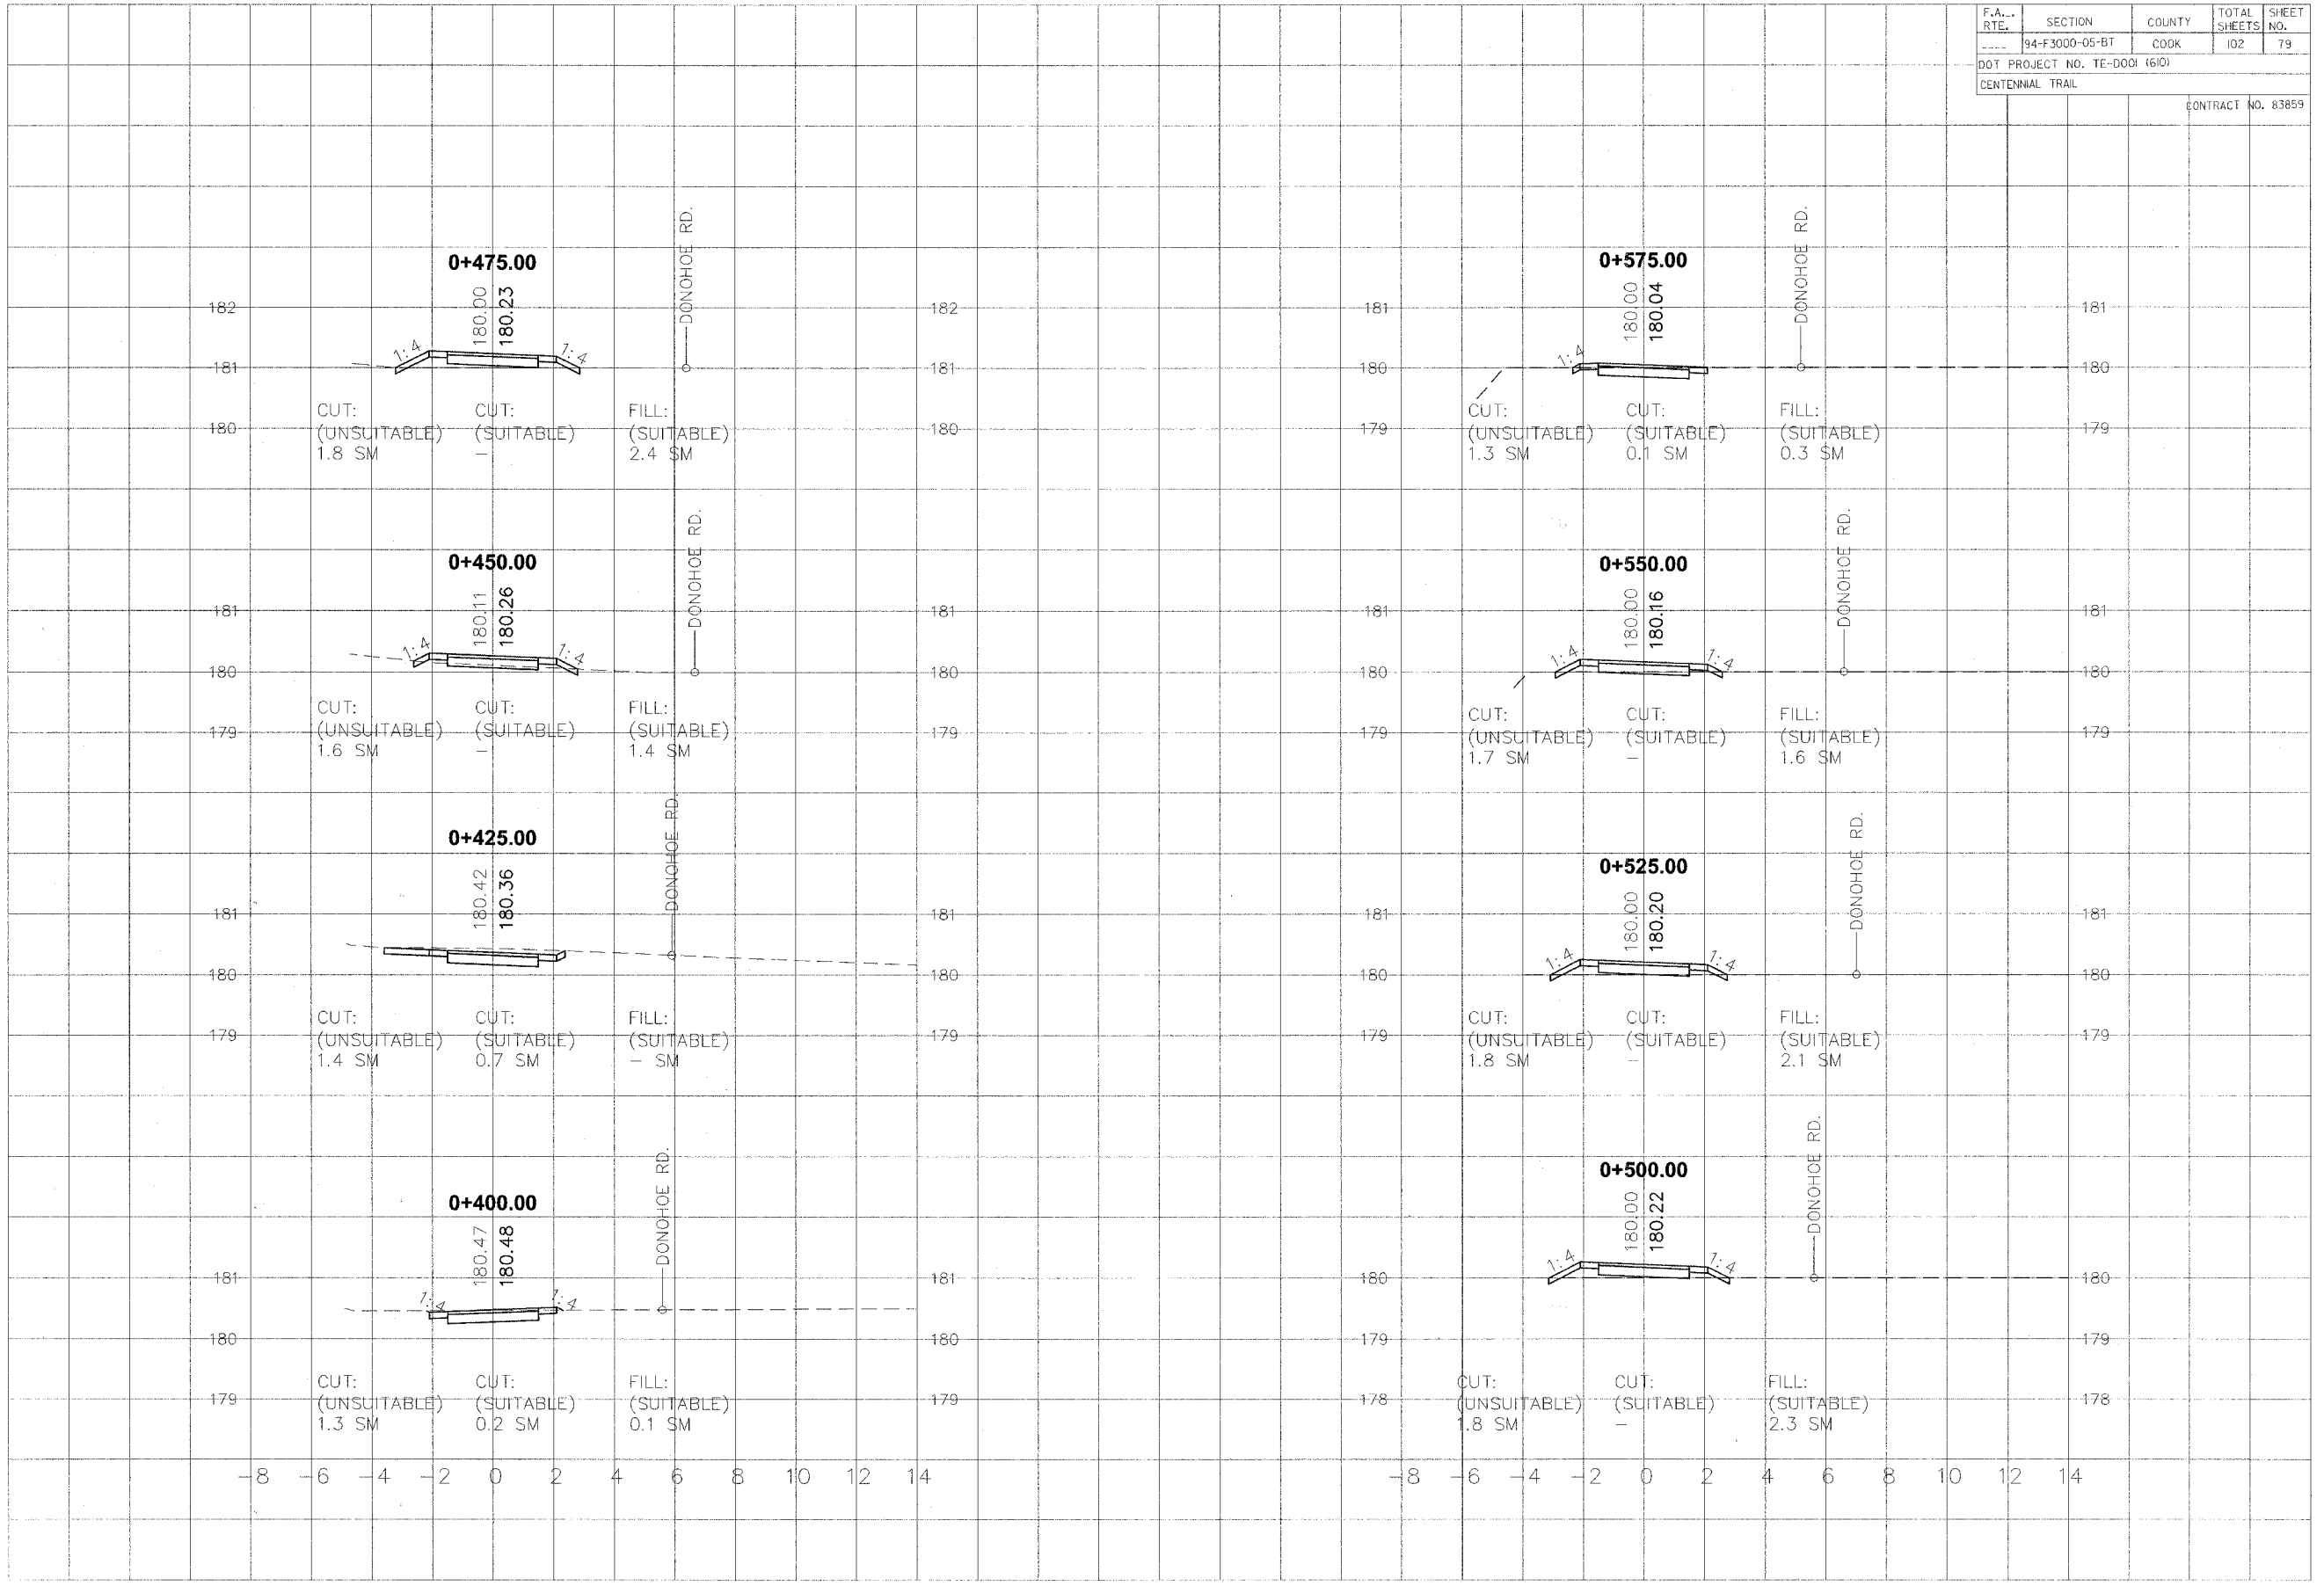 F.A.__ RTE. SECTION COUNTY TOTAL SHEETS SHEET NO.
---- 94-F3000-05-BT COOK 102 79
DOT PROJECT NO. TE-D001 (610)
CENTENNIAL TRAIL
CONTRACT NO. 83859
0+475.00
180.00
180.23
DONOHOE RD.
182 182
1:4 1:4
181 181
CUT: CUT: FILL:
180 (UNSUITABLE) (SUITABLE) (SUITABLE) 180
1.8 SM – 2.4 SM
0+450.00
180.11
180.26
DONOHOE RD.
181 181
1:4 1:4
180 180
CUT: CUT: FILL:
179 (UNSUITABLE) (SUITABLE) (SUITABLE) 179
1.6 SM – 1.4 SM
0+425.00
180.42
180.36
DONOHOE RD.
181 181
180 180
CUT: CUT: FILL:
179 (UNSUITABLE) (SUITABLE) (SUITABLE) 179
1.4 SM 0.7 SM – SM
0+400.00
180.47
180.48
DONOHOE RD.
181 181
1:4 1:4
180 180
CUT: CUT: FILL:
179 (UNSUITABLE) (SUITABLE) (SUITABLE) 179
1.3 SM 0.2 SM 0.1 SM
-8 -6 -4 -2 0 2 4 6 8 10 12 14
0+575.00
180.00
180.04
DONOHOE RD.
181 181
1:4
180 180
CUT: CUT: FILL:
179 (UNSUITABLE) (SUITABLE) (SUITABLE) 179
1.3 SM 0.1 SM 0.3 SM
0+550.00
180.00
180.16
DONOHOE RD.
181 181
1:4 1:4
180 180
CUT: CUT: FILL:
179 (UNSUITABLE) (SUITABLE) (SUITABLE) 179
1.7 SM – 1.6 SM
0+525.00
180.00
180.20
DONOHOE RD.
181 181
1:4 1:4
180 180
CUT: CUT: FILL:
179 (UNSUITABLE) (SUITABLE) (SUITABLE) 179
1.8 SM – 2.1 SM
0+500.00
180.00
180.22
DONOHOE RD.
1:4 1:4
180 180
179 179
CUT: CUT: FILL:
178 (UNSUITABLE) (SUITABLE) (SUITABLE) 178
1.8 SM – 2.3 SM
-8 -6 -4 -2 0 2 4 6 8 10 12 14